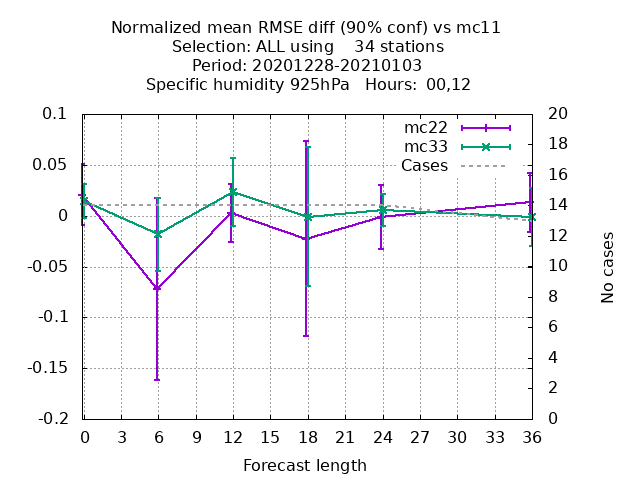 Normalized mean RMSE diff (90% conf) vs mc11
Selection: ALL using    34 stations
Period: 20201228-20210103
Specific humidity 925hPa   Hours:  00,12
mc22
mc33
Cases
0.1
0.05
0
-0.05
-0.1
-0.15
-0.2
20
18
16
14
12
10
8
6
4
2
0
No cases
0 3 6 9 12 15 18 21 24 27 30 33 36
Forecast length